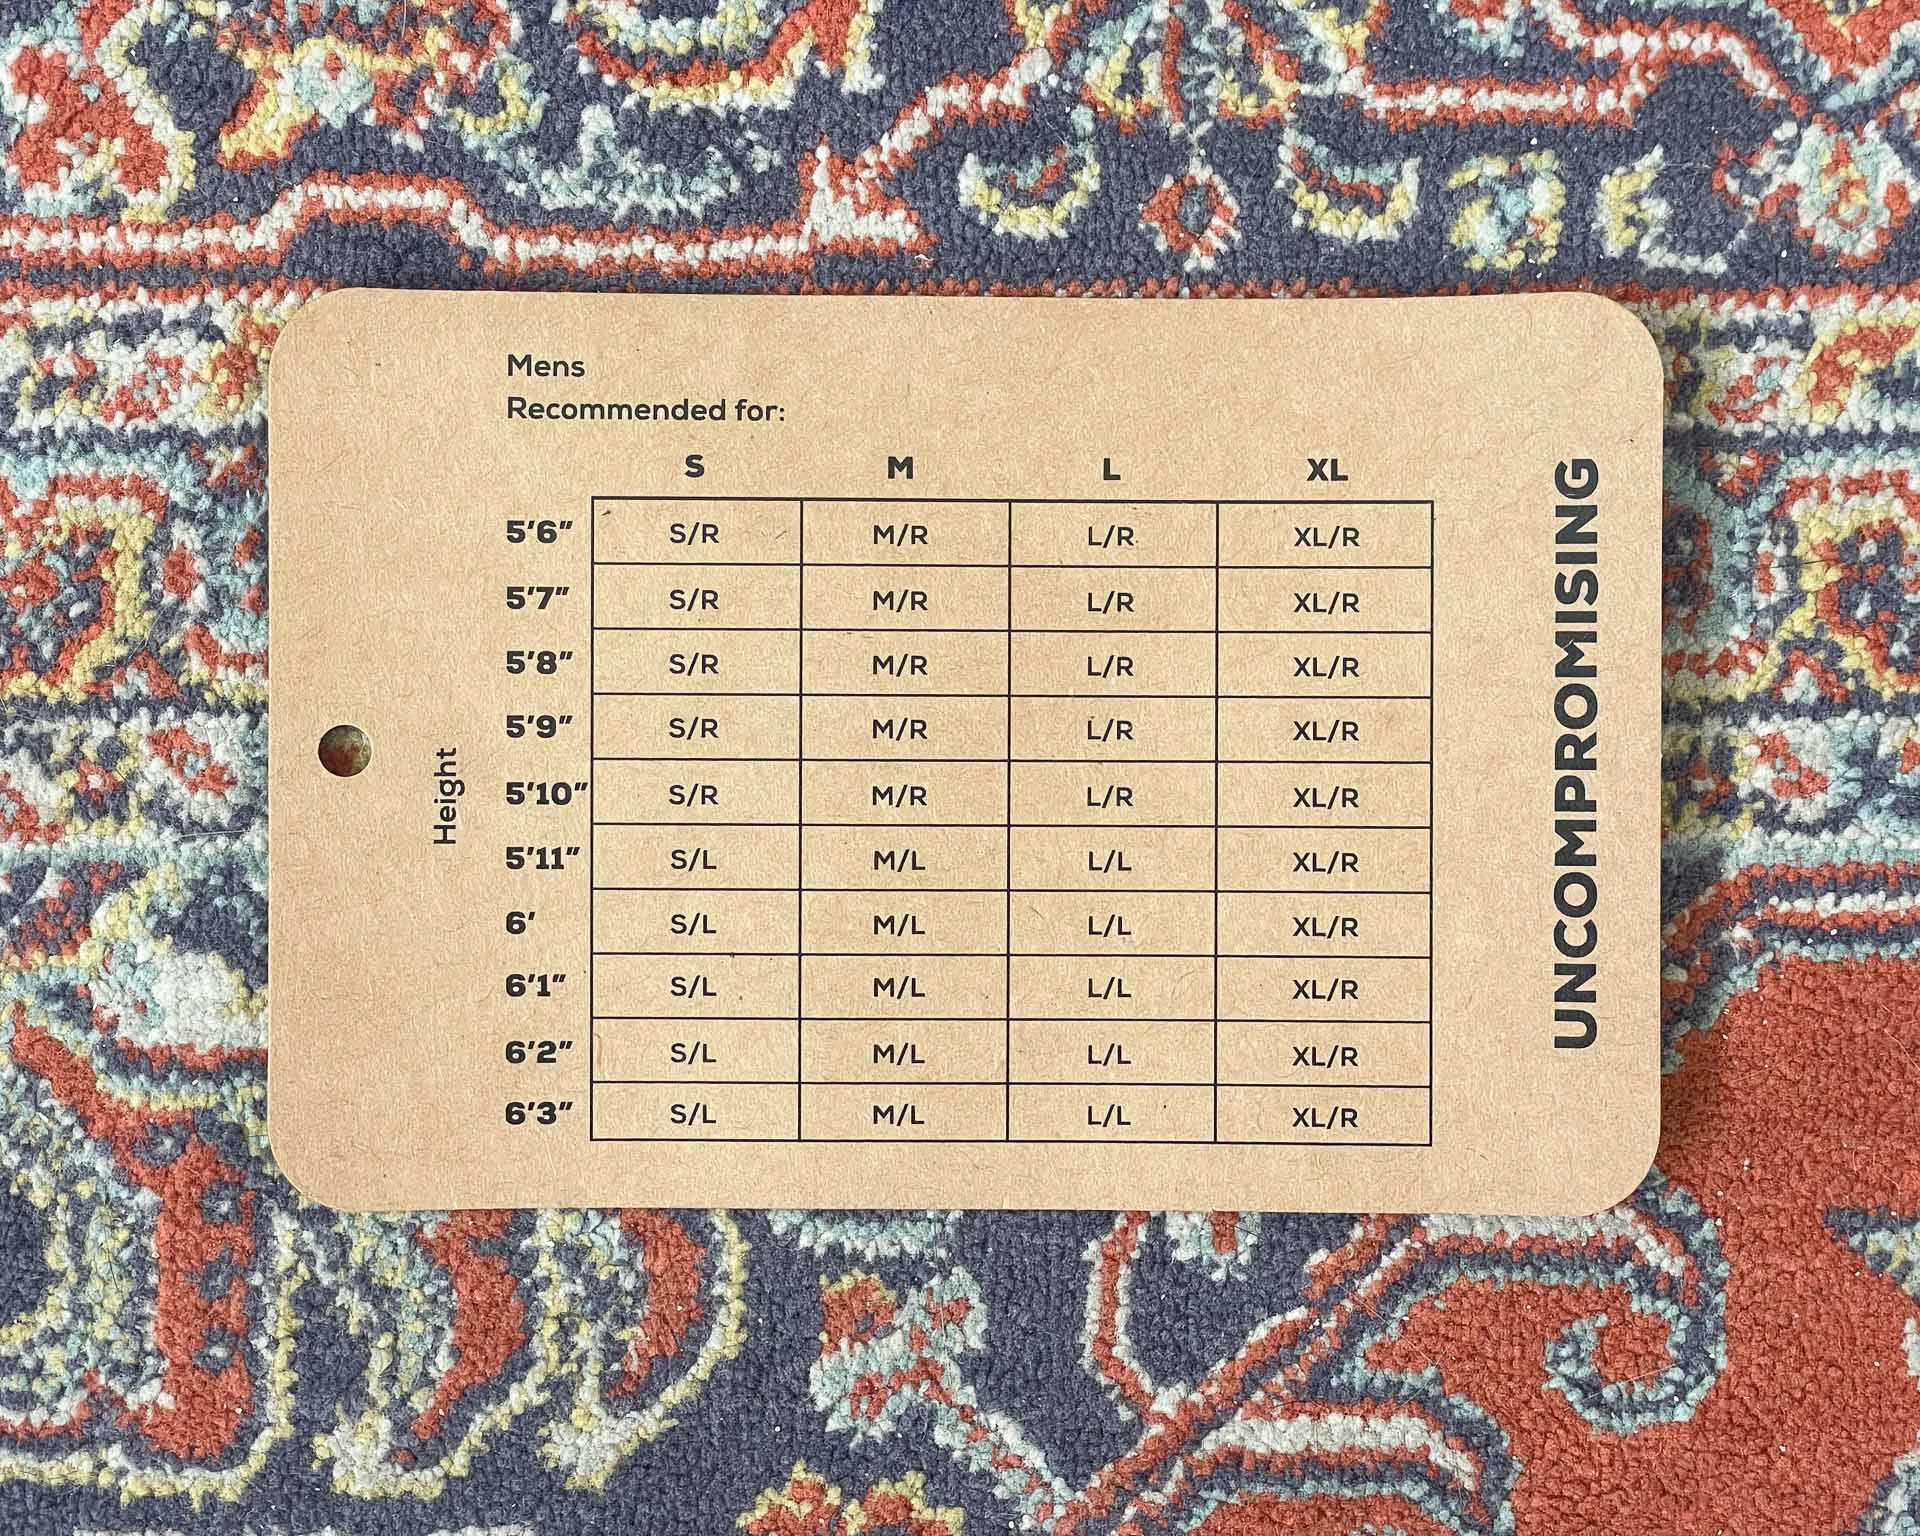 Mens
Recommended for:
S M L XL
5'6" S/R M/R L/R XL/R
5'7" S/R M/R L/R XL/R
5'8" S/R M/R L/R XL/R
5'9" S/R M/R L/R XL/R
5'10" S/R M/R L/R XL/R
5'11" S/L M/L L/L XL/R
6' S/L M/L L/L XL/R
6'1" S/L M/L L/L XL/R
6'2" S/L M/L L/L XL/R
6'3" S/L M/L L/L XL/R
Height
UNCOMPROMISING